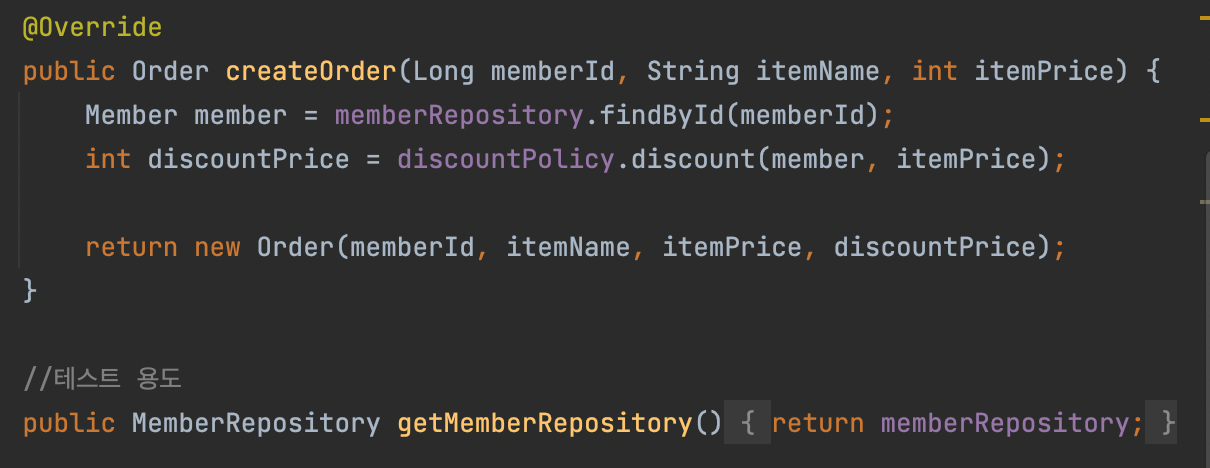 @Override
public Order createOrder(Long memberId, String itemName, int itemPrice) {
    Member member = memberRepository.findById(memberId);
    int discountPrice = discountPolicy.discount(member, itemPrice);

    return new Order(memberId, itemName, itemPrice, discountPrice);
}

//테스트 용도
public MemberRepository getMemberRepository() { return memberRepository; }